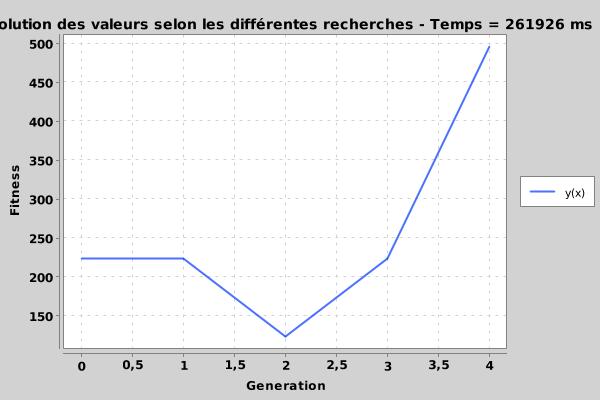 olution des valeurs selon les différentes recherches - Temps = 261926 ms
500
450
400
350
300
250
200
150
Fitness
y(x)
0 0,5 1 1,5 2 2,5 3 3,5 4
Generation